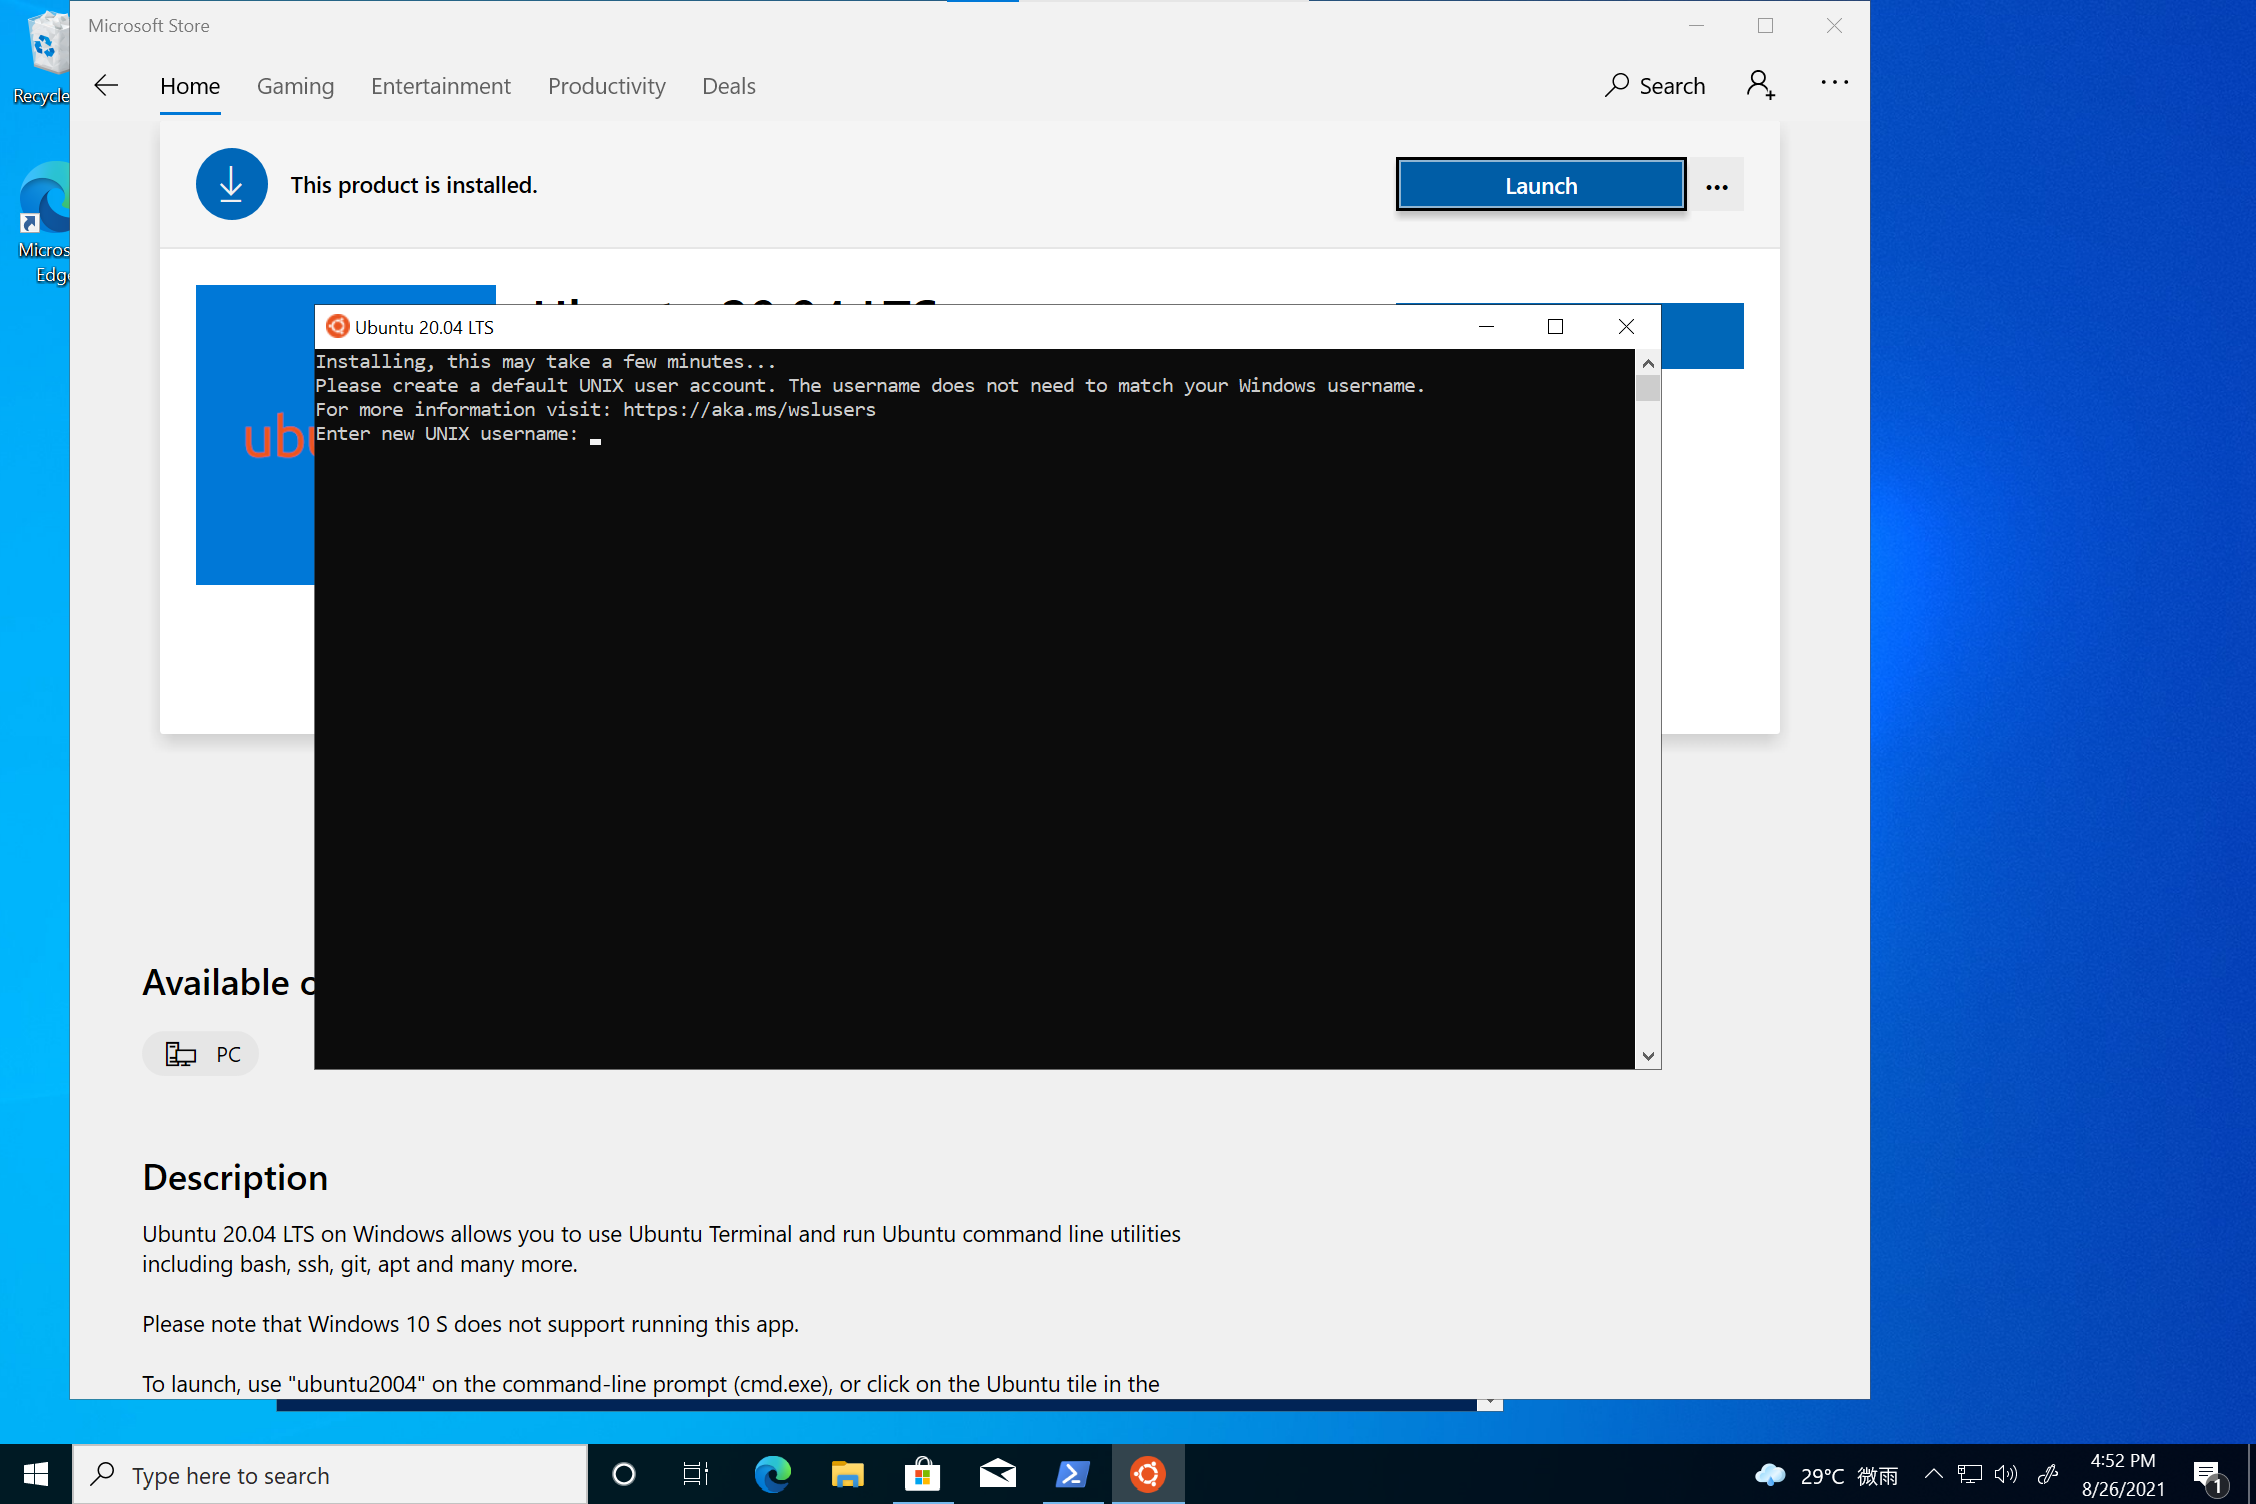 Microsoft Store
Home Gaming Entertainment Productivity Deals
Search
This product is installed.
Launch
Ubuntu 20.04 LTS
Ubuntu 20.04 LTS
Installing, this may take a few minutes...
Please create a default UNIX user account. The username does not need to match your Windows username.
For more information visit: https://aka.ms/wslusers
Enter new UNIX username:
ubu
Recycle
Micros
Edge
Available o
PC
Description
Ubuntu 20.04 LTS on Windows allows you to use Ubuntu Terminal and run Ubuntu command line utilities
including bash, ssh, git, apt and many more.
Please note that Windows 10 S does not support running this app.
To launch, use "ubuntu2004" on the command-line prompt (cmd.exe), or click on the Ubuntu tile in the
Type here to search
29°C 微雨
4:52 PM
8/26/2021
1